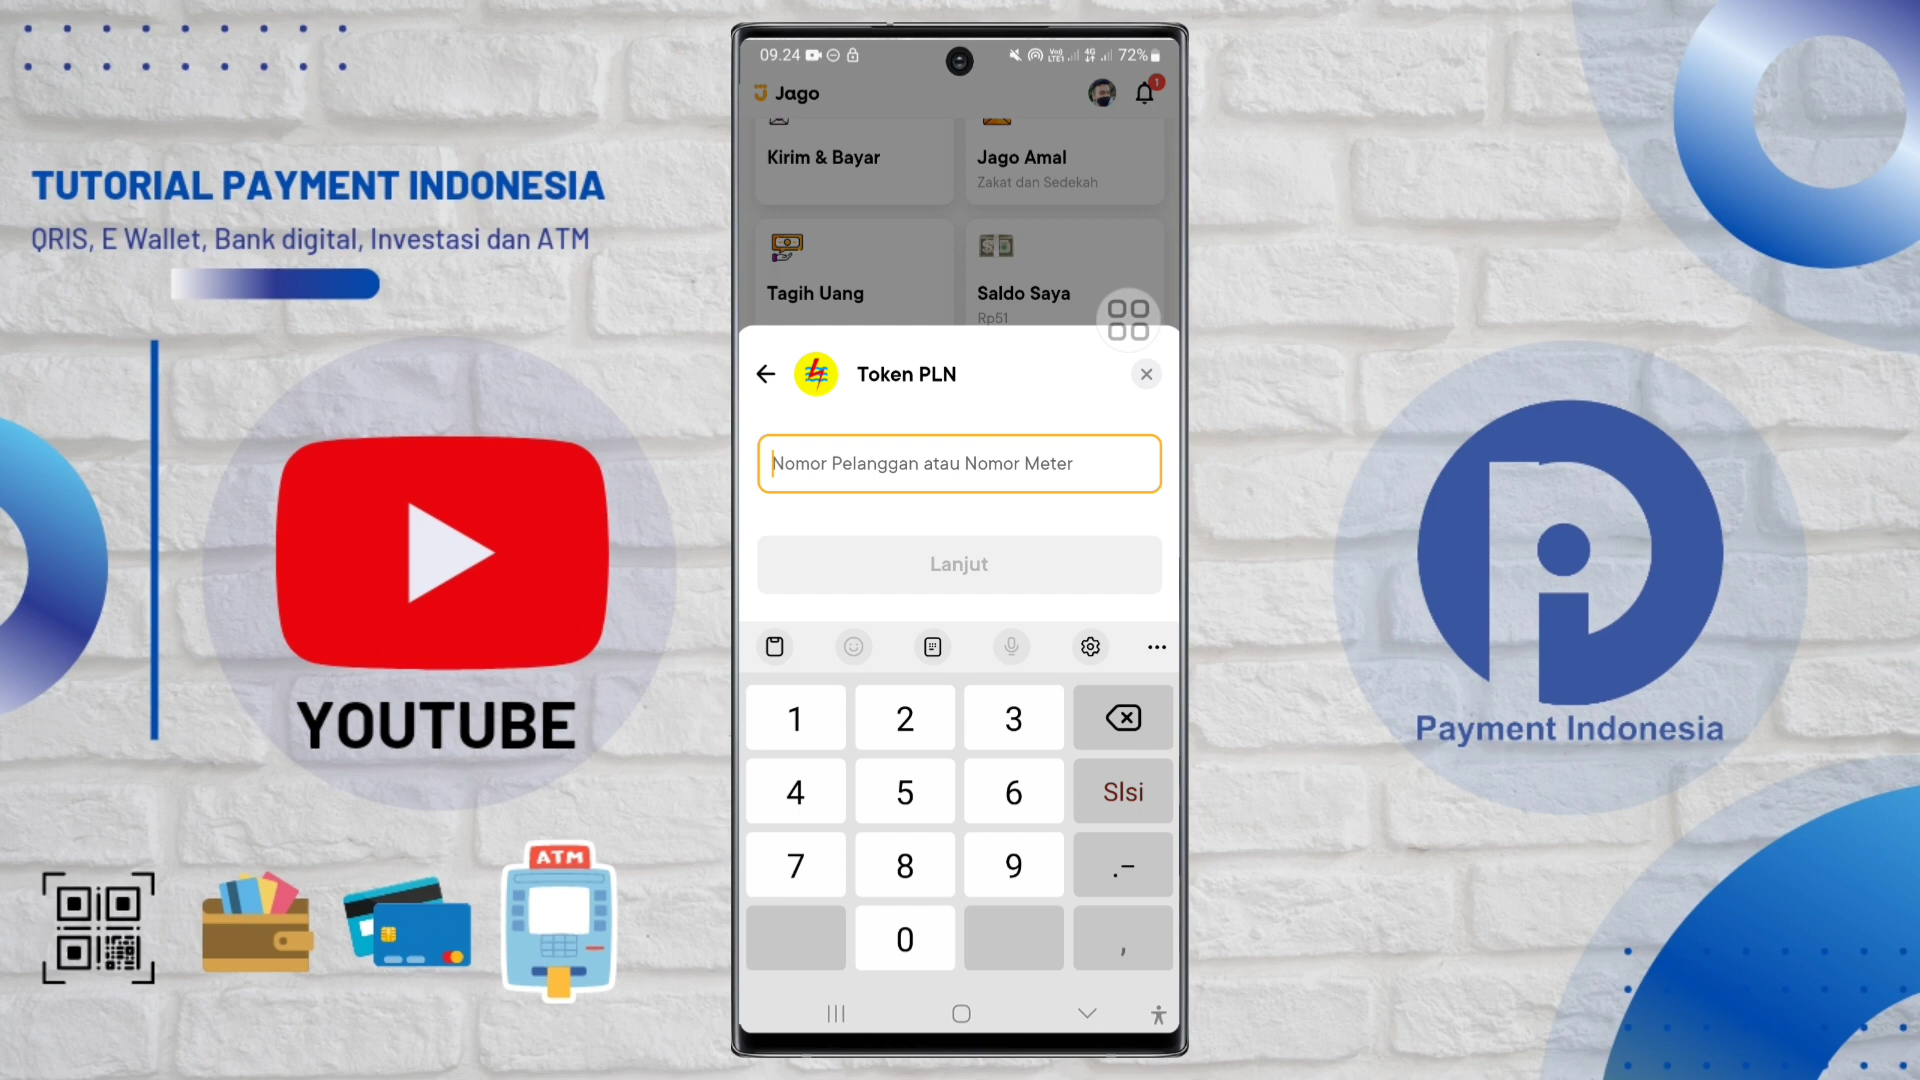 TUTORIAL PAYMENT INDONESIA
QRIS, E Wallet, Bank digital, Investasi dan ATM
YOUTUBE
ATM
09.24
72%
Jago
1
Kirim & Bayar
Jago Amal
Zakat dan Sedekah
Tagih Uang
Saldo Saya
Rp51
Token PLN
Nomor Pelanggan atau Nomor Meter
Lanjut
1 2 3
4 5 6 Slsi
7 8 9 .-
0 ,
Payment Indonesia